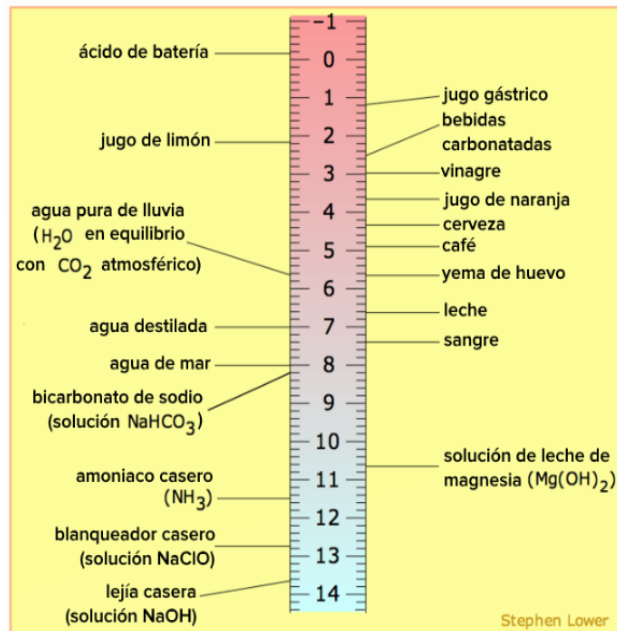 ácido de batería
jugo de limón
agua pura de lluvia
(H₂O en equilibrio
con CO₂ atmosférico)
agua destilada
agua de mar
bicarbonato de sodio
(solución NaHCO₃)
amoniaco casero
(NH₃)
blanqueador casero
(solución NaClO)
lejía casera
(solución NaOH)
−1
0
1
2
3
4
5
6
7
8
9
10
11
12
13
14
jugo gástrico
bebidas
carbonatadas
vinagre
jugo de naranja
cerveza
café
yema de huevo
leche
sangre
solución de leche de
magnesia (Mg(OH)₂)
Stephen Lower